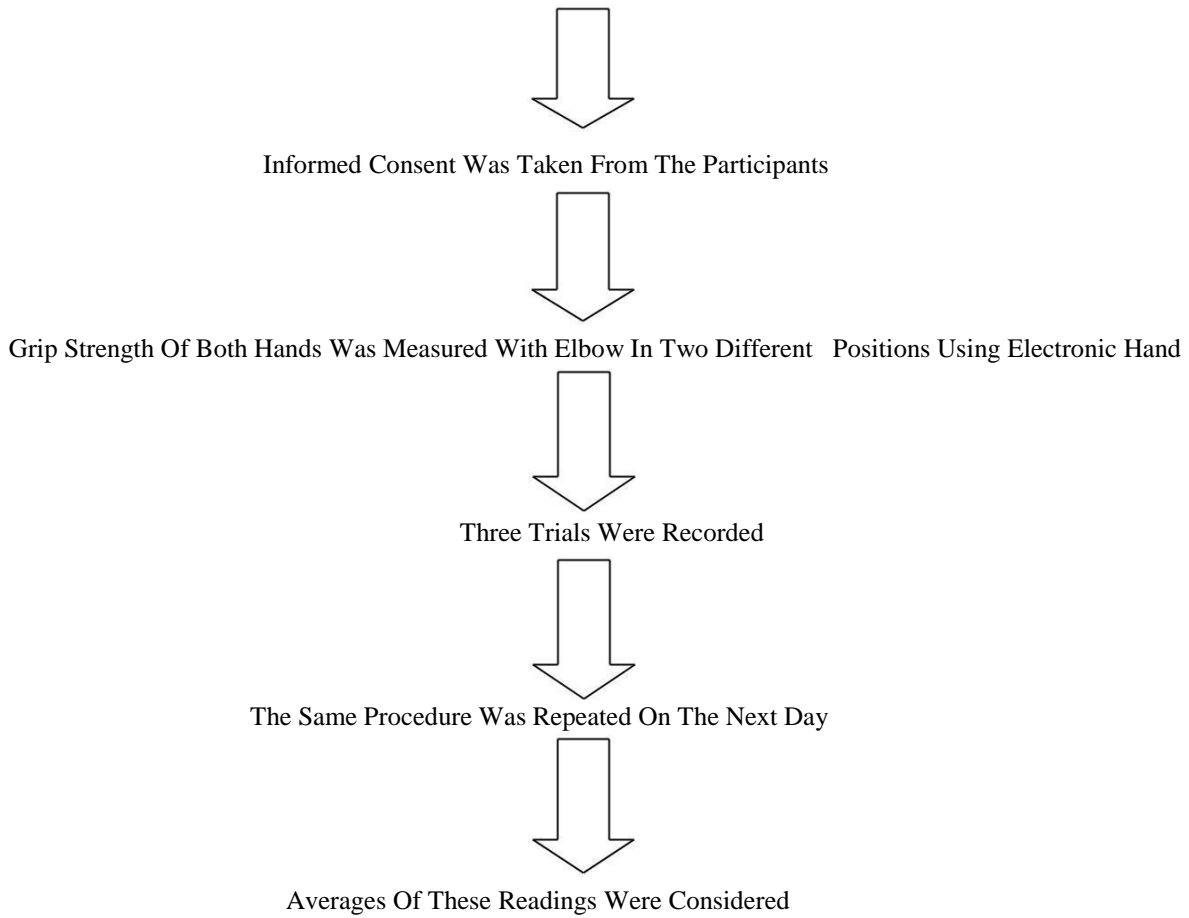 Informed Consent Was Taken From The Participants
Grip Strength Of Both Hands Was Measured With Elbow In Two Different Positions Using Electronic Hand
Three Trials Were Recorded
The Same Procedure Was Repeated On The Next Day
Averages Of These Readings Were Considered